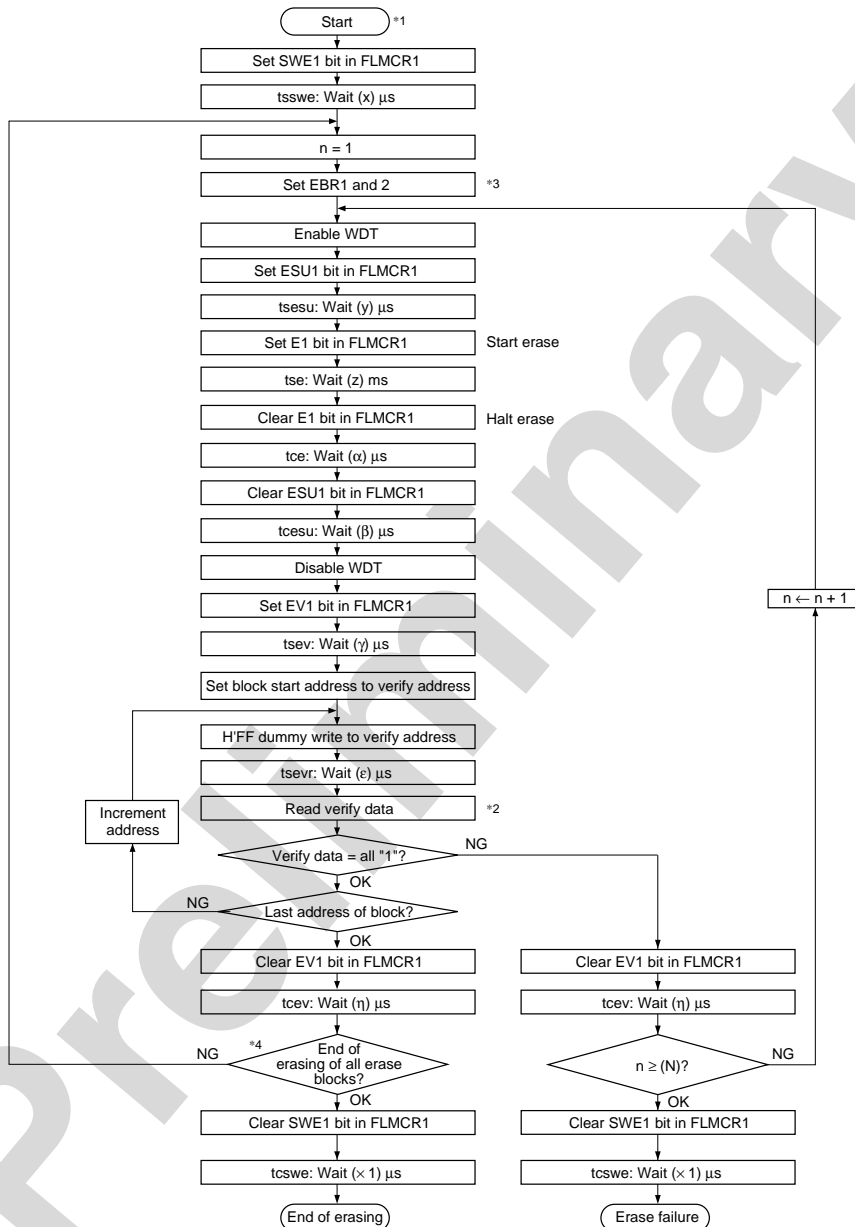 Start *1
Set SWE1 bit in FLMCR1
tsswe: Wait (x) μs
n = 1
Set EBR1 and 2 *3
Enable WDT
Set ESU1 bit in FLMCR1
tsesu: Wait (y) μs
Set E1 bit in FLMCR1 Start erase
tse: Wait (z) ms
Clear E1 bit in FLMCR1 Halt erase
tce: Wait (α) μs
Clear ESU1 bit in FLMCR1
tcesu: Wait (β) μs
Disable WDT
n ← n + 1
Set EV1 bit in FLMCR1
tsev: Wait (γ) μs
Set block start address to verify address
H'FF dummy write to verify address
tsevr: Wait (ε) μs
Read verify data *2
Increment
address
Verify data = all "1"? NG
OK
NG Last address of block?
OK
Clear EV1 bit in FLMCR1 Clear EV1 bit in FLMCR1
tcev: Wait (η) μs tcev: Wait (η) μs
*4
NG End of
erasing of all erase
blocks?
n ≥ (N)? NG
OK OK
Clear SWE1 bit in FLMCR1 Clear SWE1 bit in FLMCR1
tcswe: Wait (× 1) μs tcswe: Wait (× 1) μs
End of erasing Erase failure
Preliminary